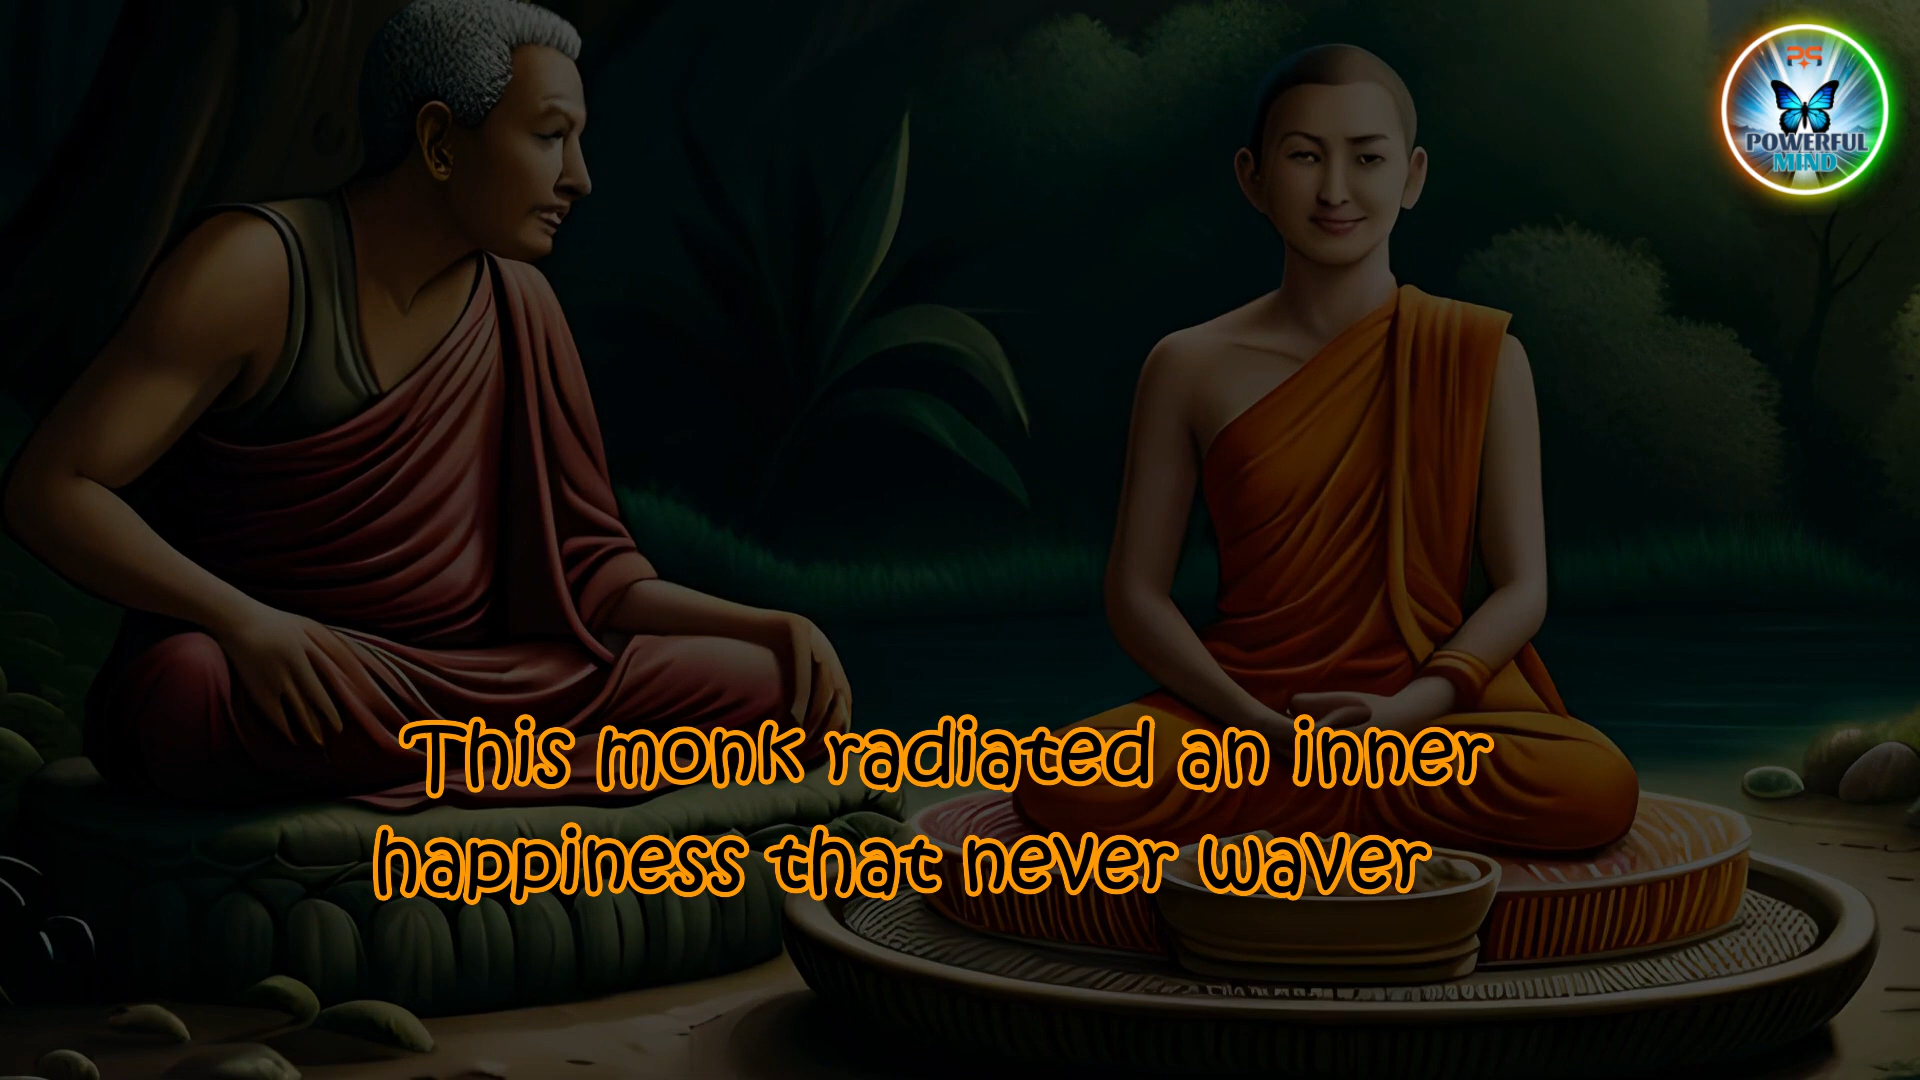 POWERFUL
MIND
This monk radiated an inner
happiness that never waver